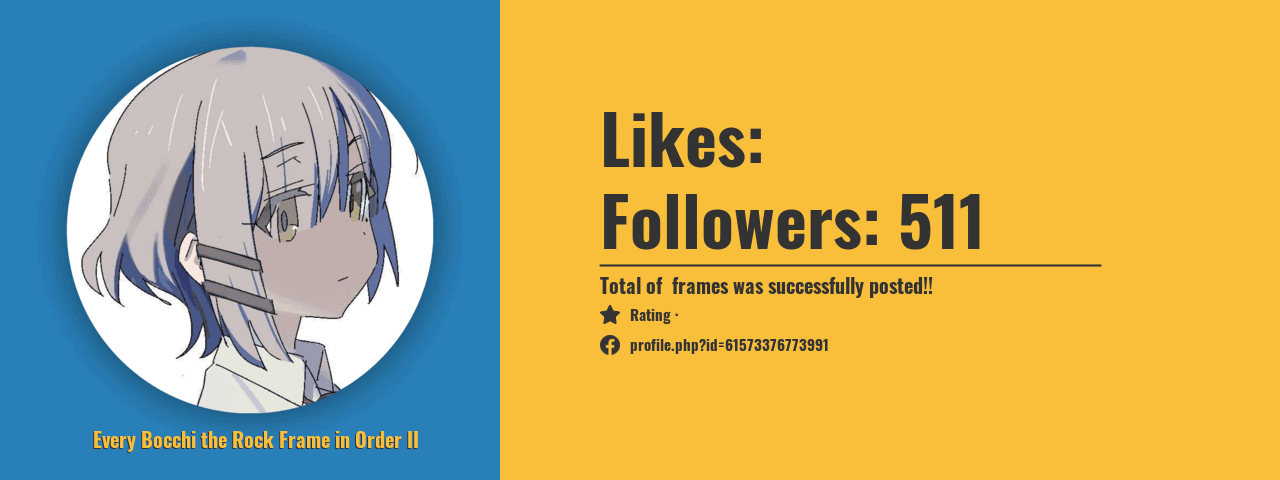 Likes:
Followers: 511
Total of  frames was successfully posted!!
Rating ·
profile.php?id=61573376773991
Every Bocchi the Rock Frame in Order II